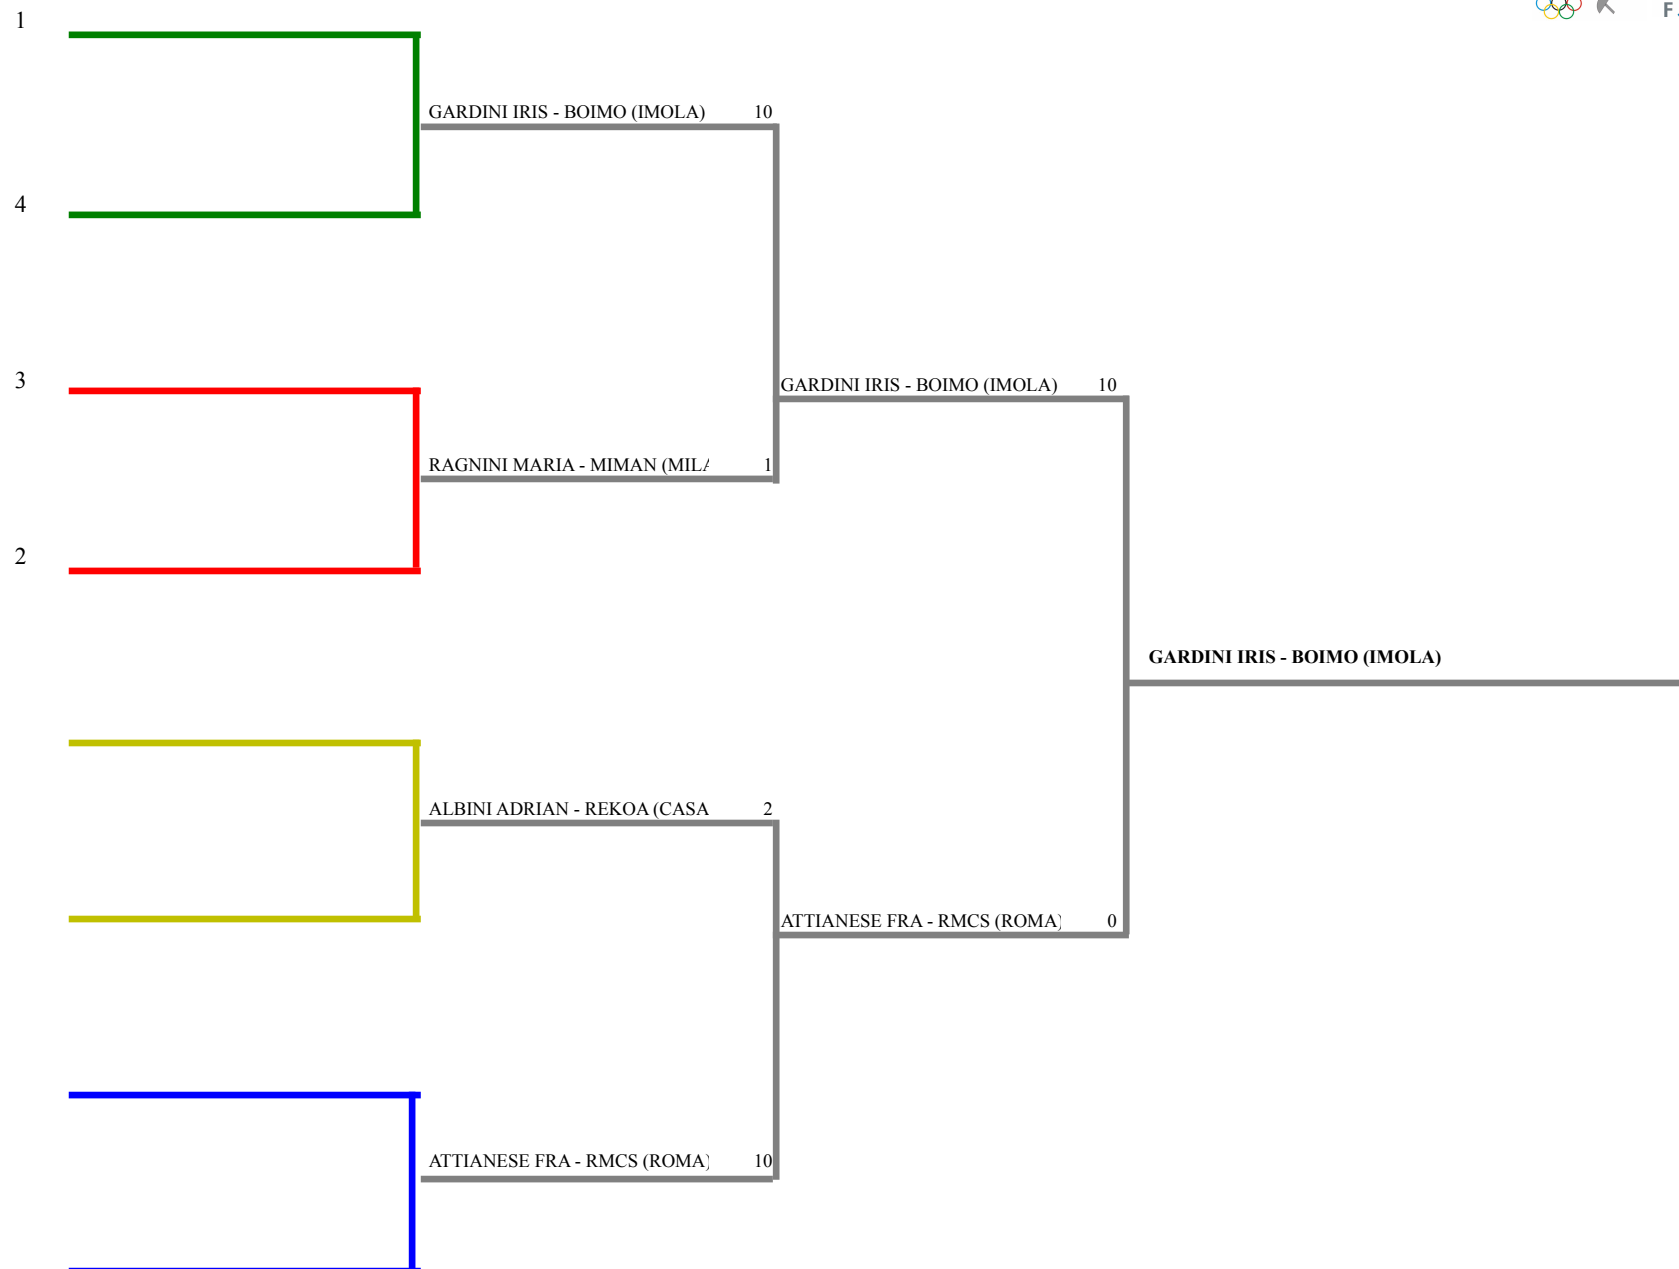 1
F
GARDINI IRIS - BOIMO (IMOLA) 10
4
3
GARDINI IRIS - BOIMO (IMOLA) 10
RAGNINI MARIA - MIMAN (MILA 1
2
GARDINI IRIS - BOIMO (IMOLA)
ALBINI ADRIAN - REKOA (CASA 2
ATTIANESE FRA - RMCS (ROMA) 0
ATTIANESE FRA - RMCS (ROMA) 10